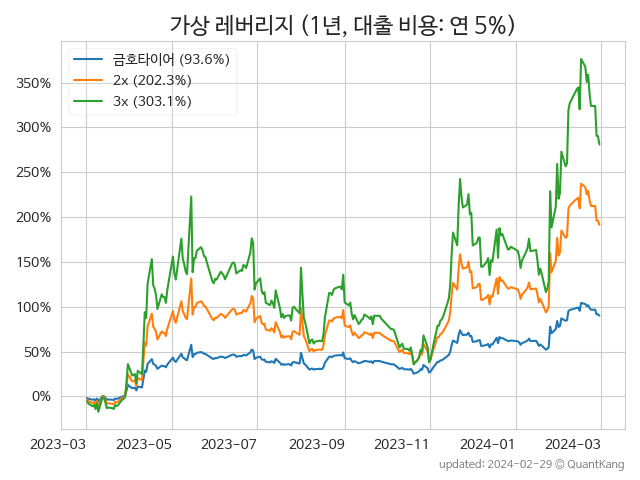 가상 레버리지 (1년, 대출 비용: 연 5%)
금호타이어 (93.6%)
2x (202.3%)
3x (303.1%)
350%
300%
250%
200%
150%
100%
50%
0%
2023-03 2023-05 2023-07 2023-09 2023-11 2024-01 2024-03
updated: 2024-02-29 © QuantKang